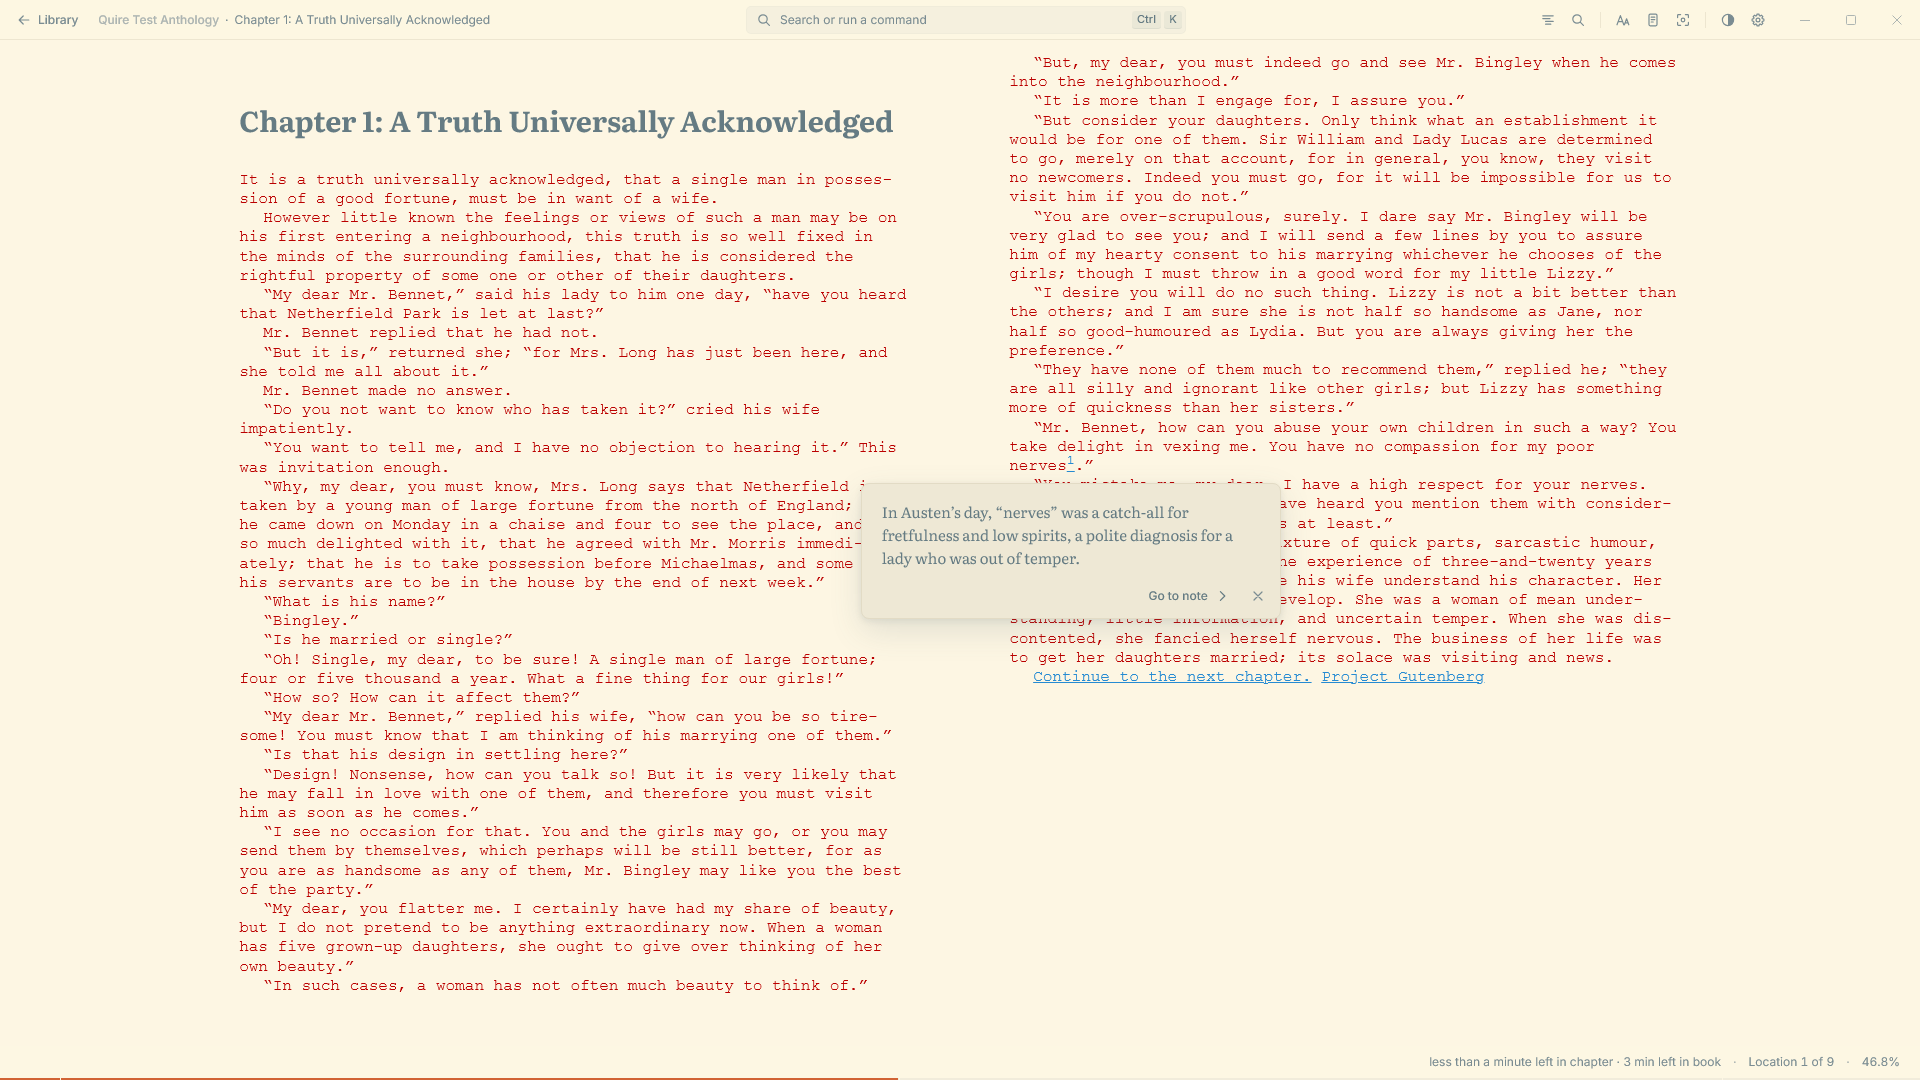 Library
Quire Test Anthology · Chapter 1: A Truth Universally Acknowledged
Search or run a command
Ctrl K
Chapter 1: A Truth Universally Acknowledged
It is a truth universally acknowledged, that a single man in posses-
sion of a good fortune, must be in want of a wife.
However little known the feelings or views of such a man may be on
his first entering a neighbourhood, this truth is so well fixed in
the minds of the surrounding families, that he is considered the
rightful property of some one or other of their daughters.
“My dear Mr. Bennet,” said his lady to him one day, “have you heard
that Netherfield Park is let at last?”
Mr. Bennet replied that he had not.
“But it is,” returned she; “for Mrs. Long has just been here, and
she told me all about it.”
Mr. Bennet made no answer.
“Do you not want to know who has taken it?” cried his wife
impatiently.
“You want to tell me, and I have no objection to hearing it.” This
was invitation enough.
“Why, my dear, you must know, Mrs. Long says that Netherfield
taken by a young man of large fortune from the north of England;
he came down on Monday in a chaise and four to see the place, and
so much delighted with it, that he agreed with Mr. Morris immedi-
ately; that he is to take possession before Michaelmas, and some
his servants are to be in the house by the end of next week.”
“What is his name?”
“Bingley.”
“Is he married or single?”
“Oh! Single, my dear, to be sure! A single man of large fortune;
four or five thousand a year. What a fine thing for our girls!”
“How so? How can it affect them?”
“My dear Mr. Bennet,” replied his wife, “how can you be so tire-
some! You must know that I am thinking of his marrying one of them.”
“Is that his design in settling here?”
“Design! Nonsense, how can you talk so! But it is very likely that
he may fall in love with one of them, and therefore you must visit
him as soon as he comes.”
“I see no occasion for that. You and the girls may go, or you may
send them by themselves, which perhaps will be still better, for as
you are as handsome as any of them, Mr. Bingley may like you the best
of the party.”
“My dear, you flatter me. I certainly have had my share of beauty,
but I do not pretend to be anything extraordinary now. When a woman
has five grown-up daughters, she ought to give over thinking of her
own beauty.”
“In such cases, a woman has not often much beauty to think of.”
“But, my dear, you must indeed go and see Mr. Bingley when he comes
into the neighbourhood.”
“It is more than I engage for, I assure you.”
“But consider your daughters. Only think what an establishment it
would be for one of them. Sir William and Lady Lucas are determined
to go, merely on that account, for in general, you know, they visit
no newcomers. Indeed you must go, for it will be impossible for us to
visit him if you do not.”
“You are over-scrupulous, surely. I dare say Mr. Bingley will be
very glad to see you; and I will send a few lines by you to assure
him of my hearty consent to his marrying whichever he chooses of the
girls; though I must throw in a good word for my little Lizzy.”
“I desire you will do no such thing. Lizzy is not a bit better than
the others; and I am sure she is not half so handsome as Jane, nor
half so good-humoured as Lydia. But you are always giving her the
preference.”
“They have none of them much to recommend them,” replied he; “they
are all silly and ignorant like other girls; but Lizzy has something
more of quickness than her sisters.”
“Mr. Bennet, how can you abuse your own children in such a way? You
take delight in vexing me. You have no compassion for my poor
nerves1.”
“You mistake me, my dear. I have a high respect for your nerves.
ave heard you mention them with consider-
s at least.”
xture of quick parts, sarcastic humour,
he experience of three-and-twenty years
his wife understand his character. Her
evelop. She was a woman of mean under-
standing, little information, and uncertain temper. When she was dis-
contented, she fancied herself nervous. The business of her life was
to get her daughters married; its solace was visiting and news.
Continue to the next chapter. Project Gutenberg
In Austen’s day, “nerves” was a catch-all for
fretfulness and low spirits, a polite diagnosis for a
lady who was out of temper.
Go to note
less than a minute left in chapter · 3 min left in book · Location 1 of 9 · 46.8%